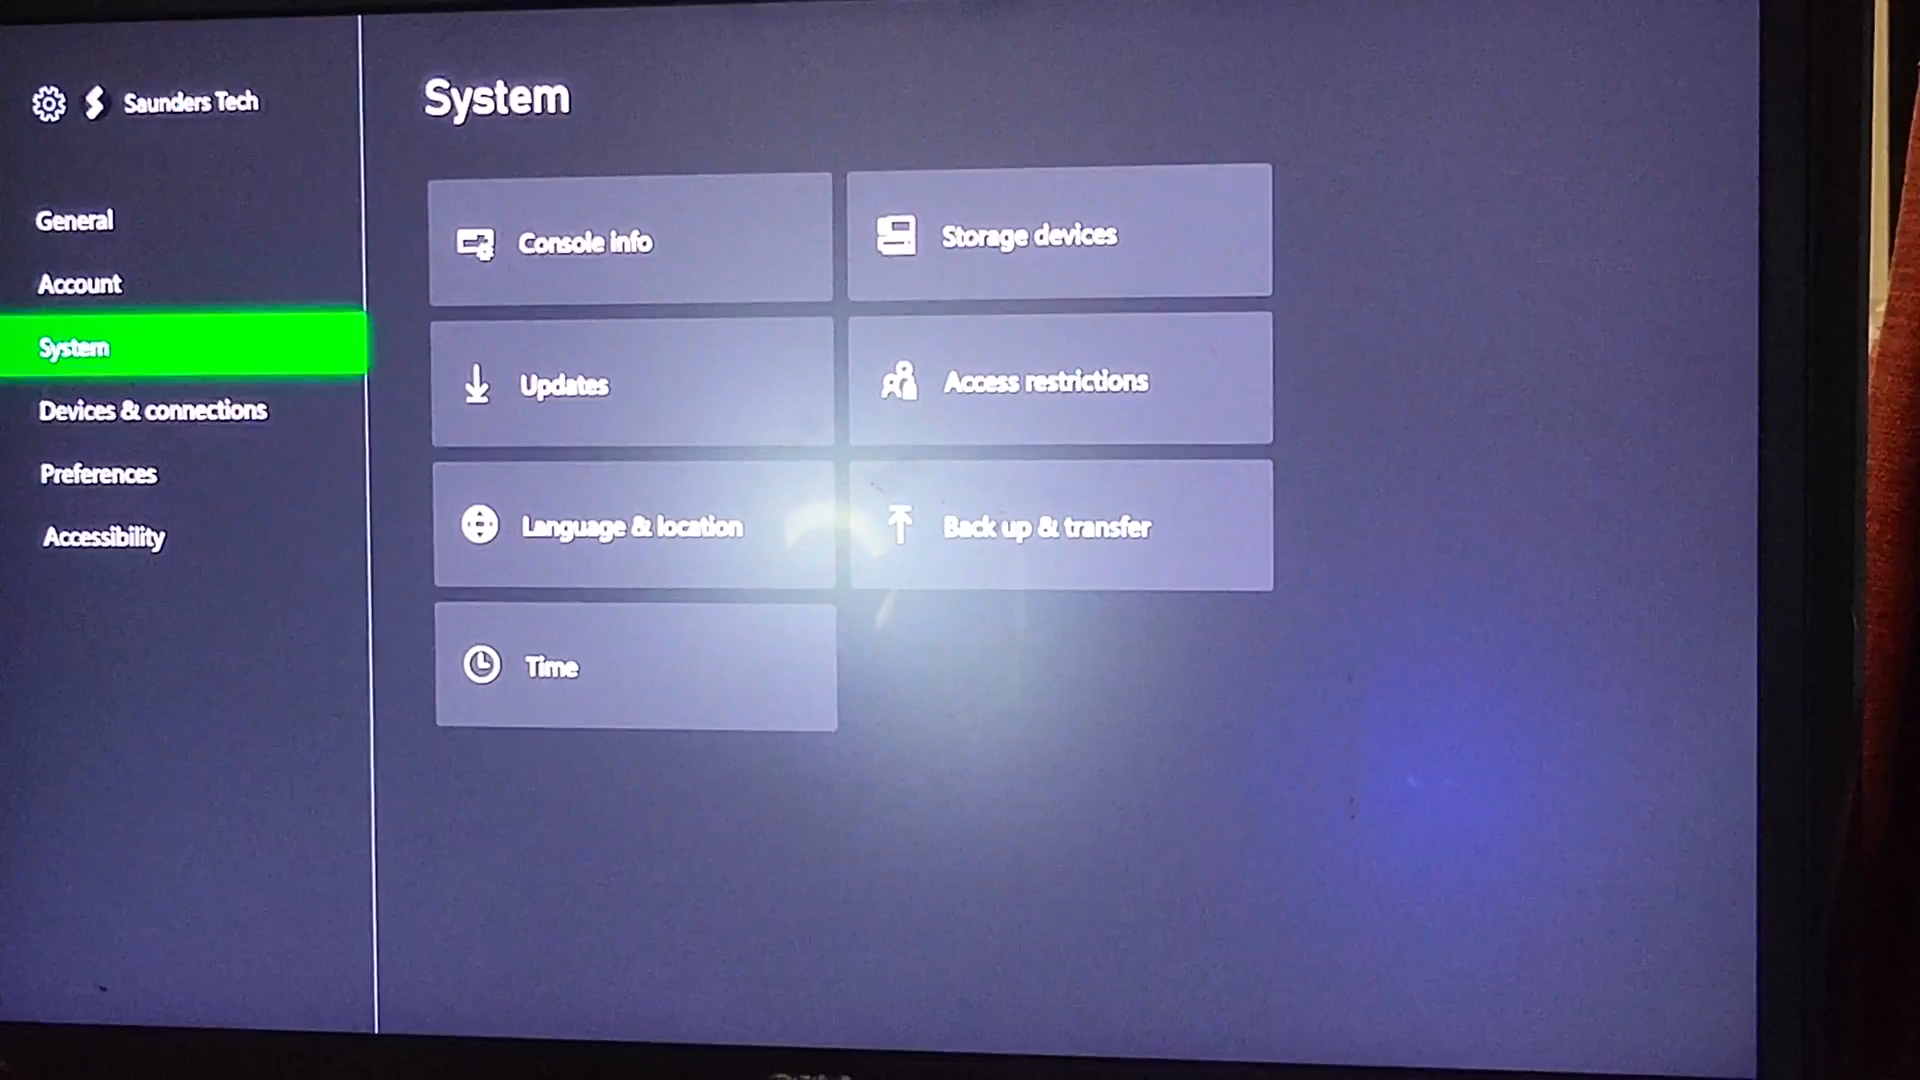 Saunders Tech
General
Account
System
Devices & connections
Preferences
Accessibility
System
Console info
Storage devices
Updates
Access restrictions
Language & location
Back up & transfer
Time